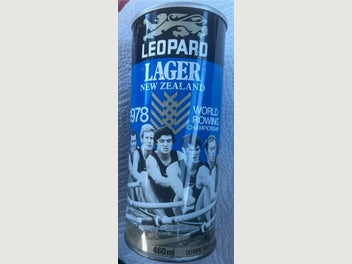 LEOPARD
LAGER
NEW ZEALAND
1978
WORLD
ROWING
CHAMPIONSHIP
460ml